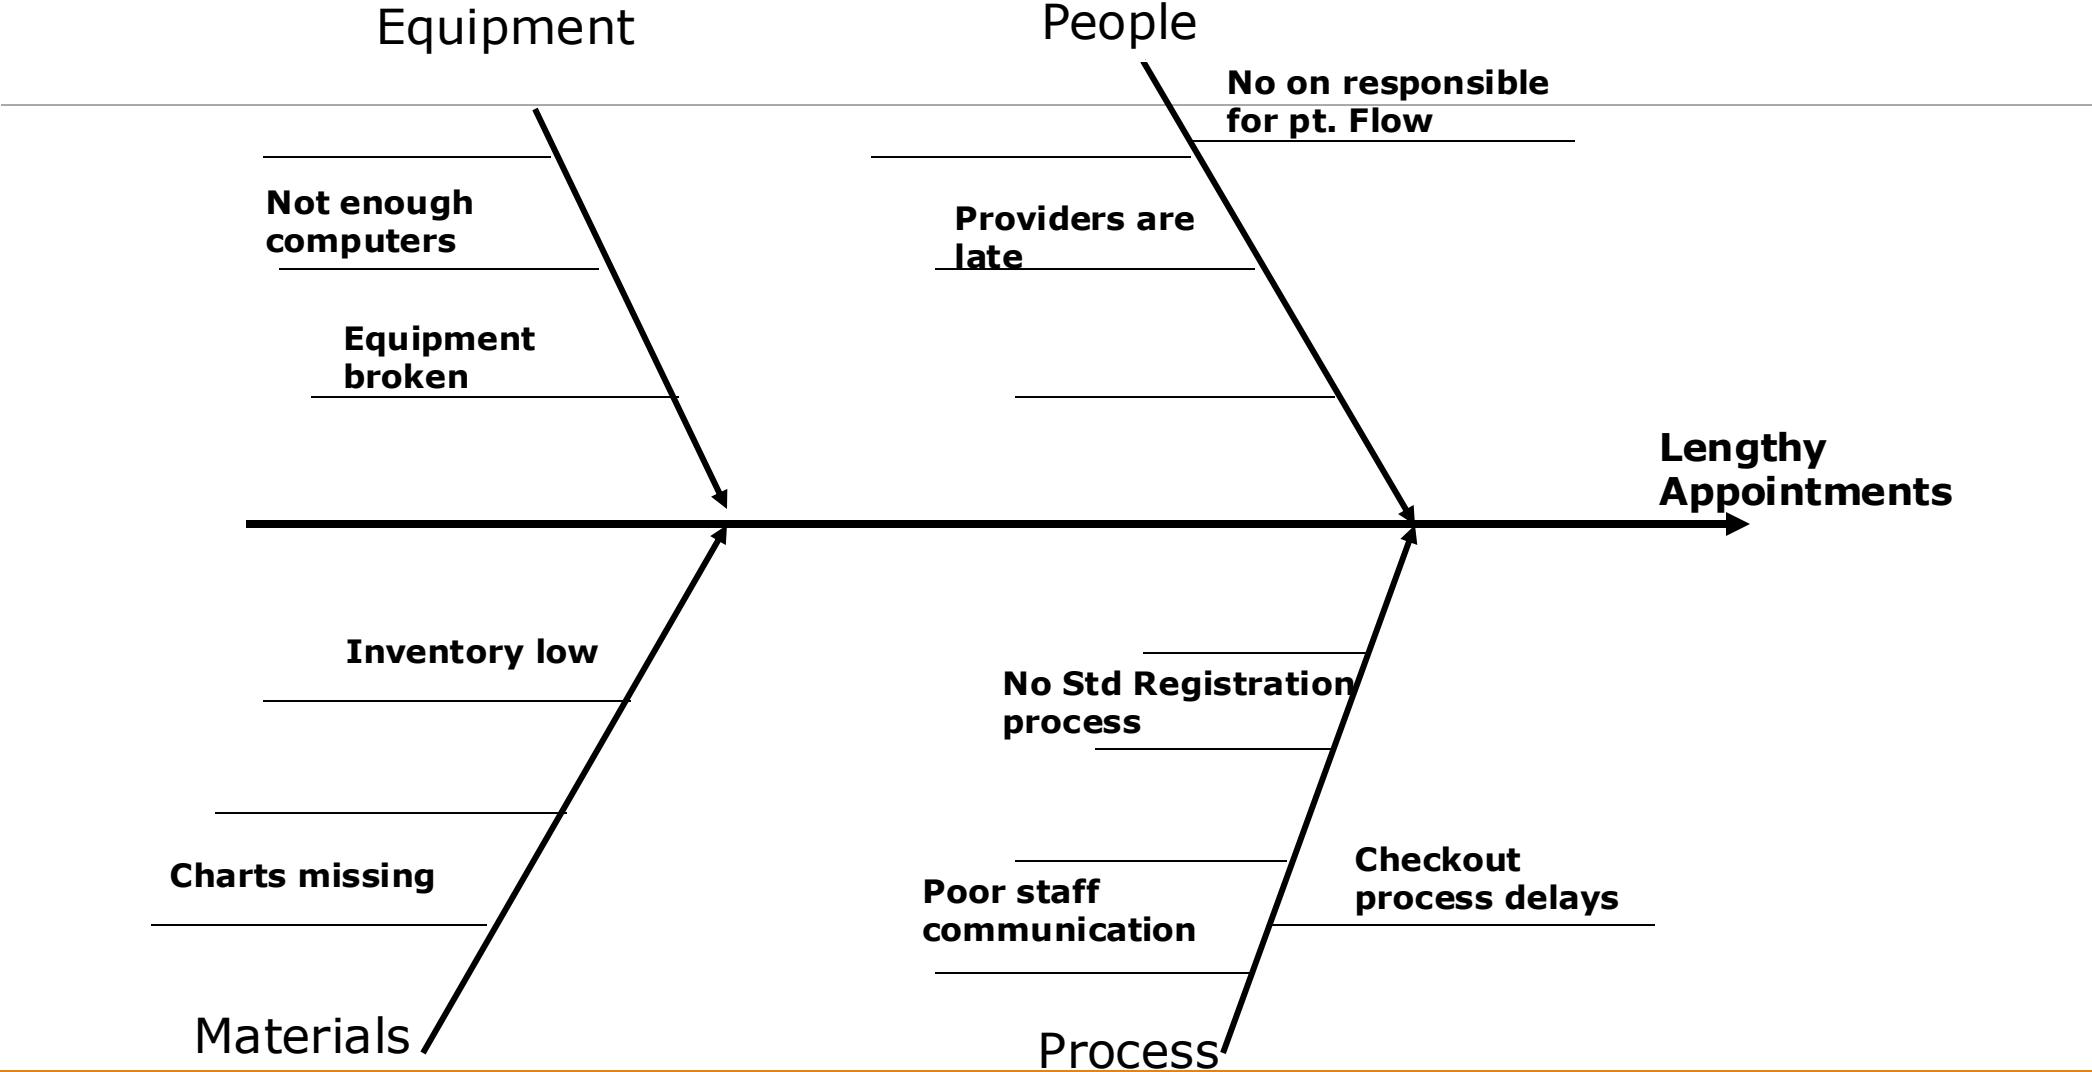 Equipment
People
No on responsible
for pt. Flow
Not enough
computers
Providers are
late
Equipment
broken
Lengthy
Appointments
Inventory low
No Std Registration
process
Charts missing
Poor staff
communication
Checkout
process delays
Materials
Process